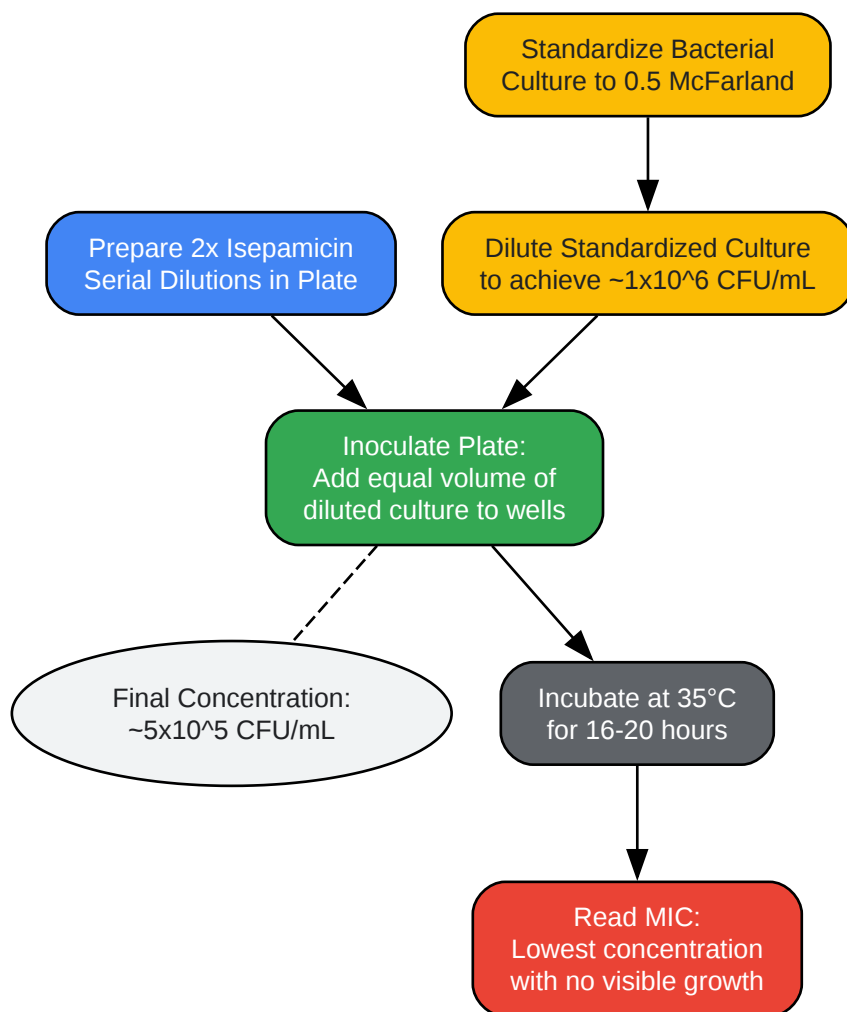 Standardize Bacterial
Culture to 0.5 McFarland
Prepare 2x Isepamicin
Serial Dilutions in Plate
Dilute Standardized Culture
to achieve ~1x10^6 CFU/mL
Inoculate Plate:
Add equal volume of
diluted culture to wells
Final Concentration:
~5x10^5 CFU/mL
Incubate at 35°C
for 16-20 hours
Read MIC:
Lowest concentration
with no visible growth